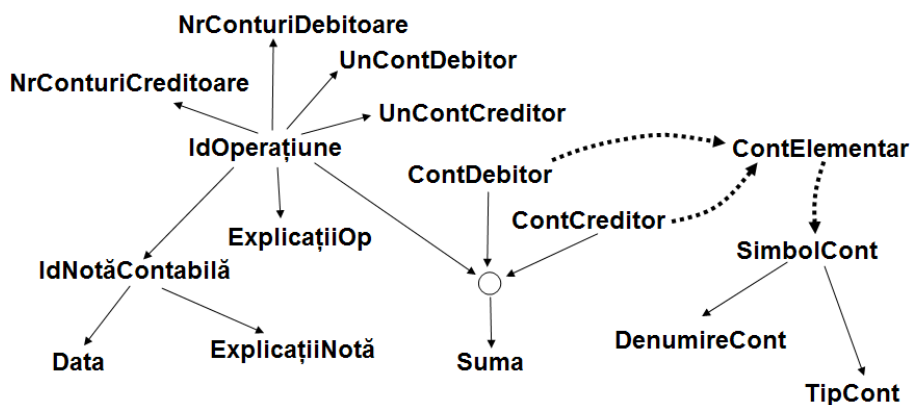 NrConturiDebitoare
UnContDebitor
NrConturiCreditoare
UnContCreditor
IdOperațiune
ContElementar
ContDebitor
ContCreditor
ExplicațiiOp
SimbolCont
IdNotăContabilă
DenumireCont
Data
ExplicațiiNotă
Suma
TipCont